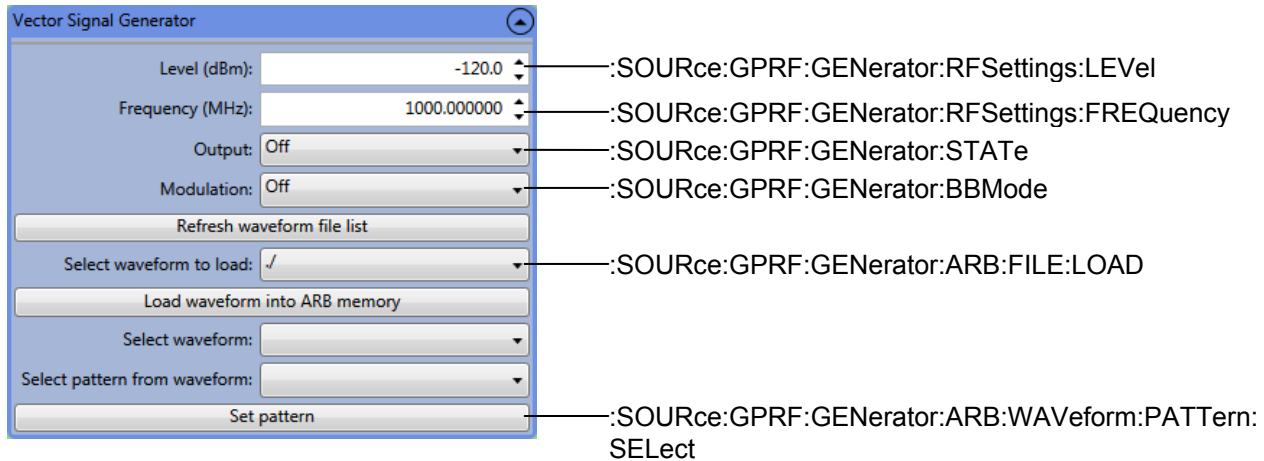 Vector Signal Generator
Level (dBm): -120.0 :SOURce:GPRF:GENerator:RFSettings:LEVel
Frequency (MHz): 1000.000000 :SOURce:GPRF:GENerator:RFSettings:FREQuency
Output: Off :SOURce:GPRF:GENerator:STATe
Modulation: Off :SOURce:GPRF:GENerator:BBMode
Refresh waveform file list
Select waveform to load: ./ :SOURce:GPRF:GENerator:ARB:FILE:LOAD
Load waveform into ARB memory
Select waveform:
Select pattern from waveform:
Set pattern :SOURce:GPRF:GENerator:ARB:WAVeform:PATTern:
SELect